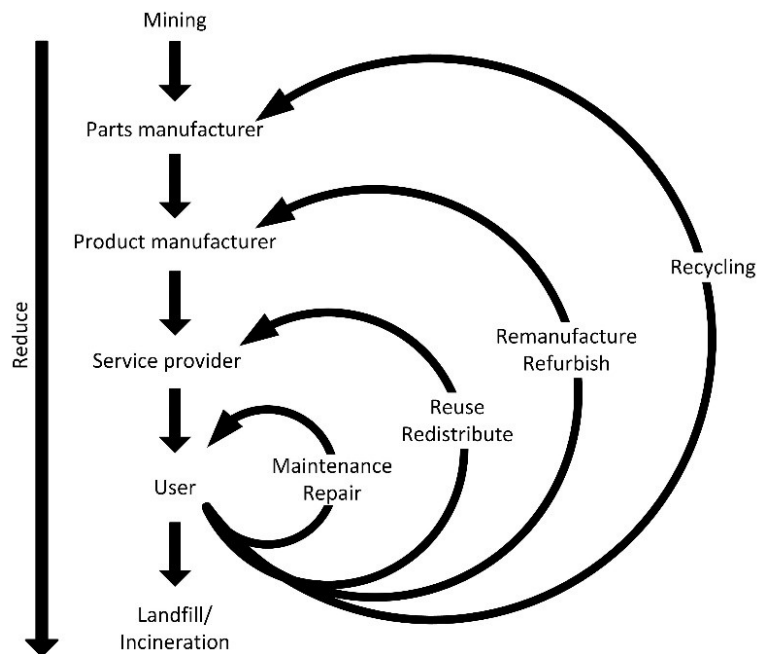 Mining
Parts manufacturer
Product manufacturer
Recycling
Reduce
Remanufacture
Refurbish
Service provider
Reuse
Redistribute
Maintenance
Repair
User
Landfill/
Incineration